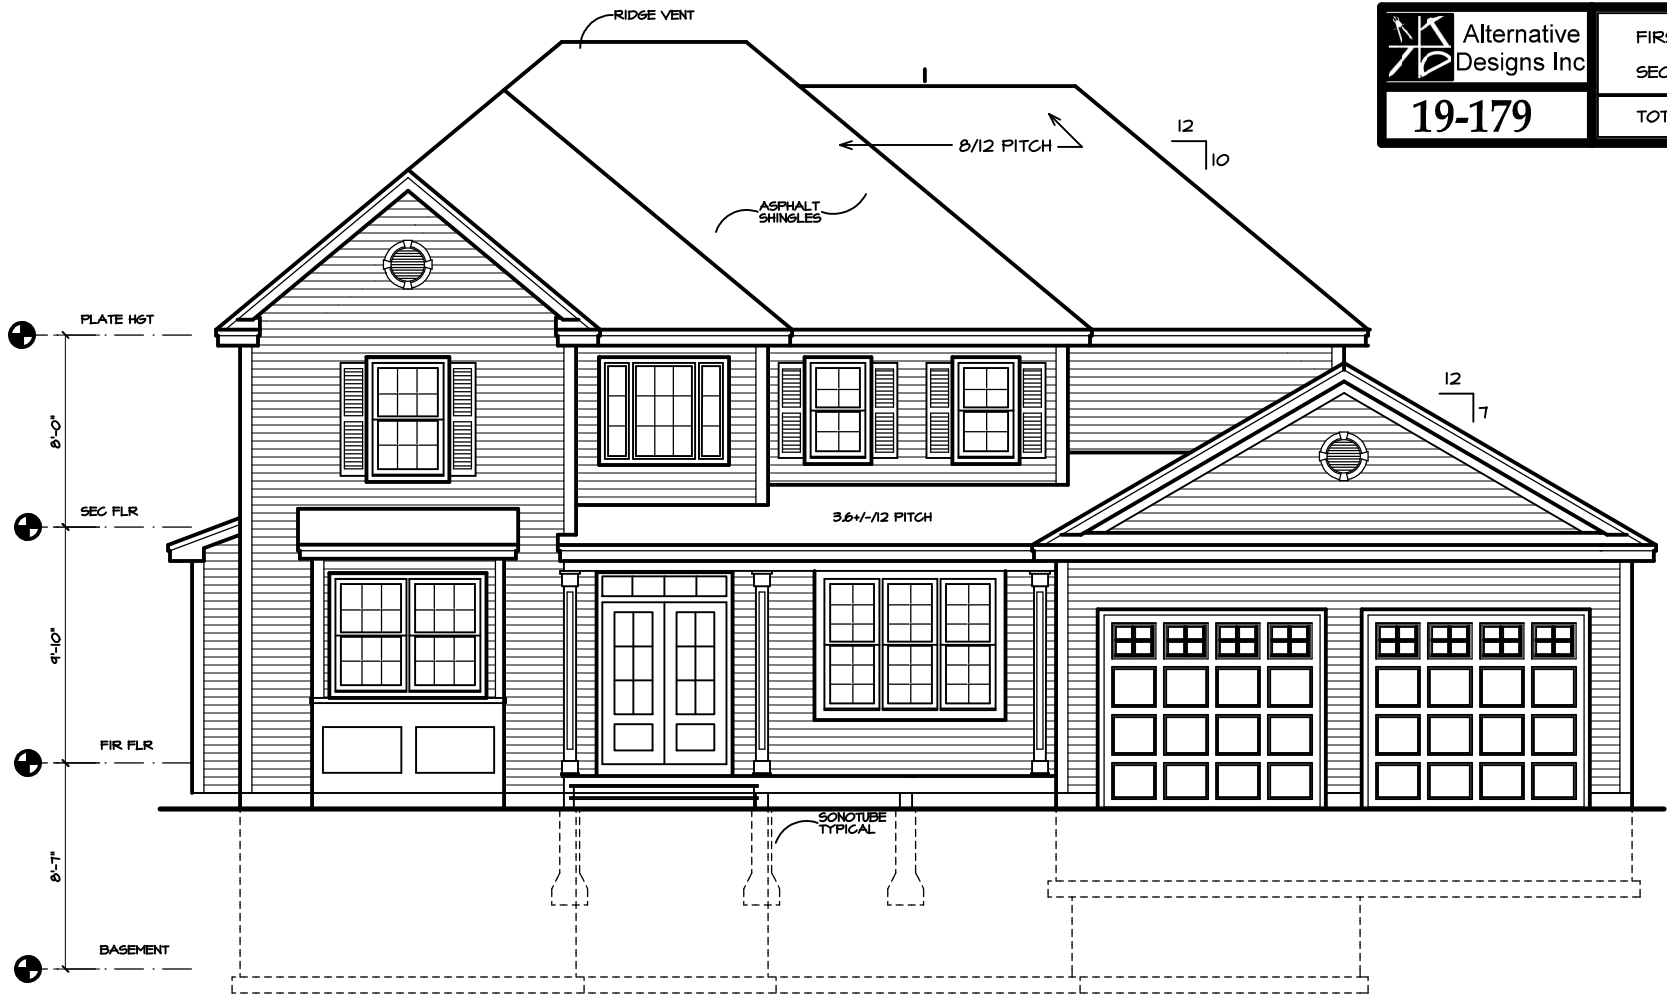 RIDGE VENT
Alternative
Designs Inc
19-179
FIRS
SEC
TOT
12
10
8/12 PITCH
ASPHALT
SHINGLES
PLATE HGT
12
7
8'-0"
SEC FLR
3.6+/-/12 PITCH
9'-10"
FIR FLR
SONOTUBE
TYPICAL
8'-7"
BASEMENT